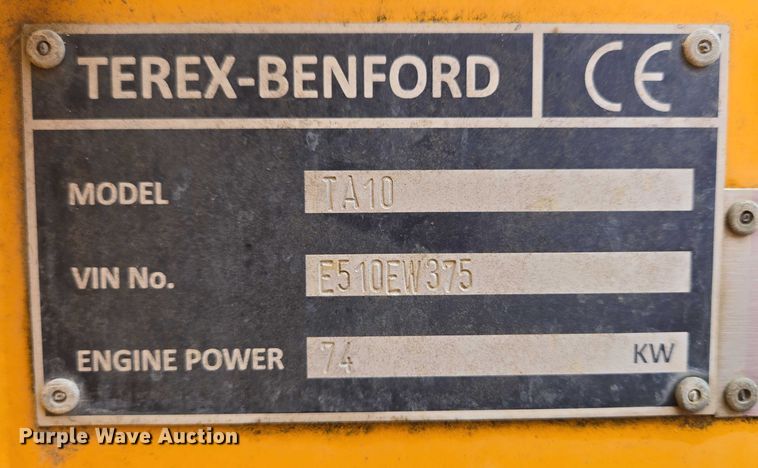 TEREX-BENFORD CE
MODEL TA10
VIN No. E510EW375
ENGINE POWER 74 KW
Purple Wave Auction